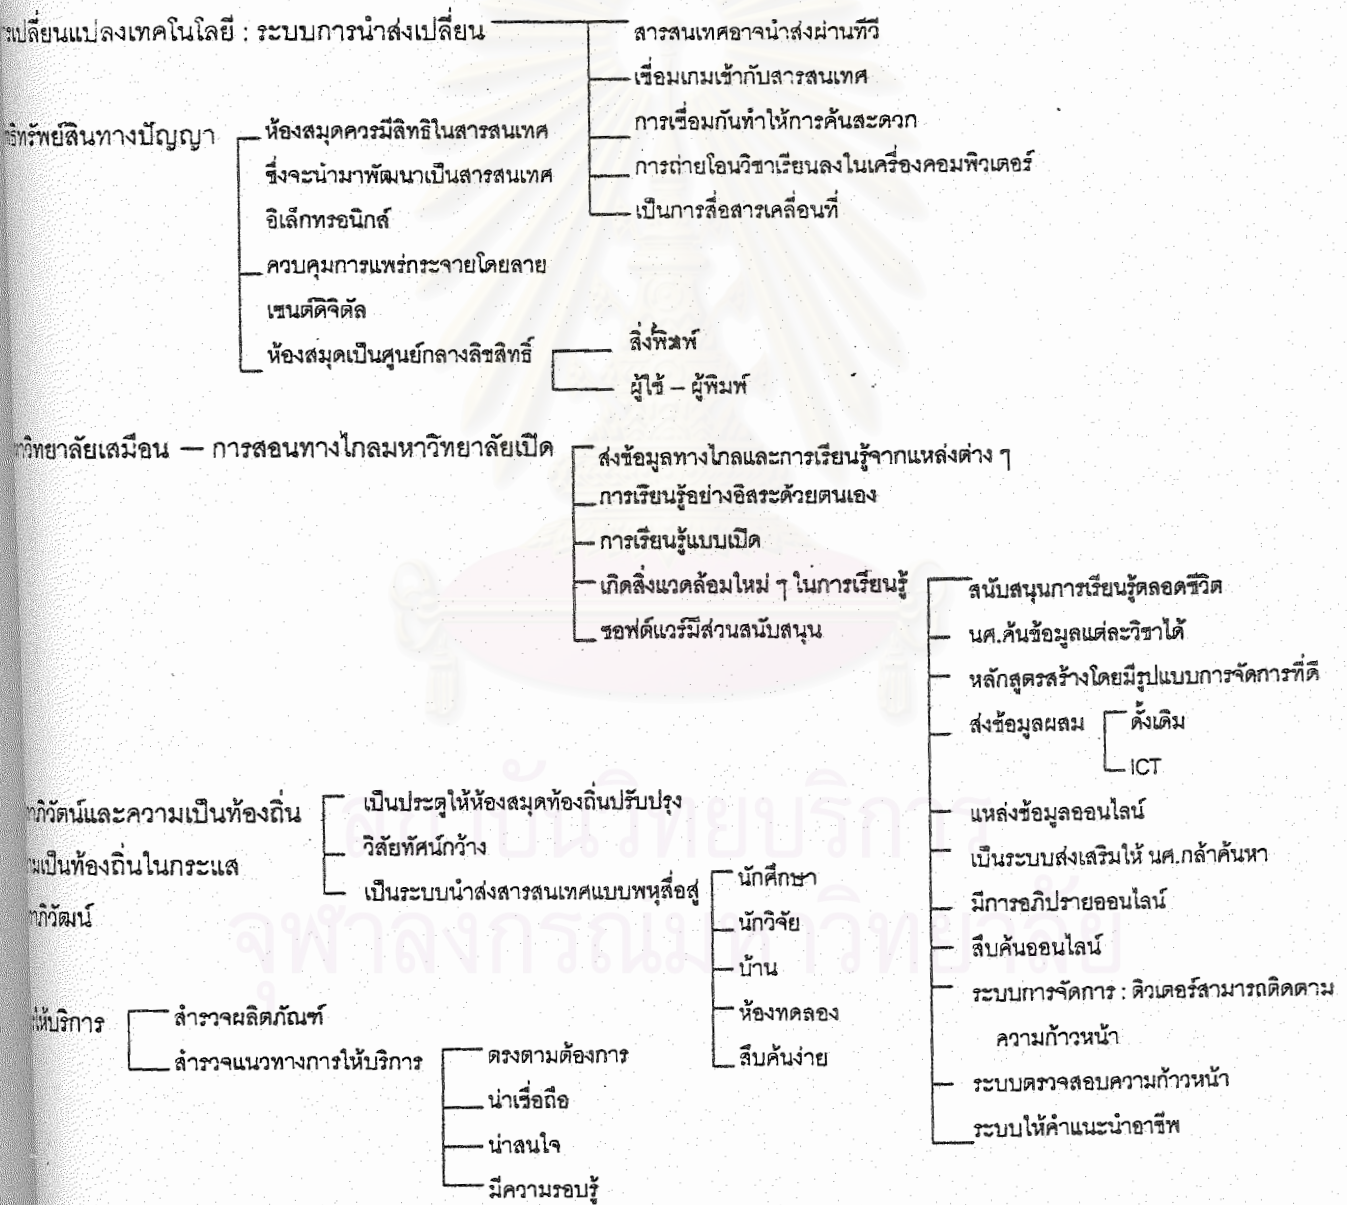 เปลี่ยนแปลงเทคโนโลยี : ระบบการนำส่งเปลี่ยน
สารสนเทศอาจนำส่งผ่านทีวี
เชื่อมเกมเข้ากับสารสนเทศ
การเชื่อมกันทำให้การค้นสะดวก
การถ่ายโอนวิชาเรียนลงในเครื่องคอมพิวเตอร์
เป็นการสื่อสารเคลื่อนที่
ทรัพย์สินทางปัญญา
ห้องสมุดควรมีสิทธิในสารสนเทศ
ซึ่งจะนำมาพัฒนาเป็นสารสนเทศ
อิเล็กทรอนิกส์
ควบคุมการแพร่กระจายโดยลาย
เซนต์ดิจิตัล
ห้องสมุดเป็นศูนย์กลางลิขสิทธิ์
สิ่งพิมพ์
ผู้ใช้ – ผู้พิมพ์
วิทยาลัยเสมือน — การสอนทางไกลมหาวิทยาลัยเปิด
ส่งข้อมูลทางไกลและการเรียนรู้จากแหล่งต่าง ๆ
การเรียนรู้อย่างอิสระด้วยตนเอง
การเรียนรู้แบบเปิด
เกิดสิ่งแวดล้อมใหม่ ๆ ในการเรียนรู้
ซอฟต์แวร์มีส่วนสนับสนุน
สนับสนุนการเรียนรู้ตลอดชีวิต
นศ.ค้นข้อมูลแต่ละวิชาได้
หลักสูตรสร้างโดยมีรูปแบบการจัดการที่ดี
ส่งข้อมูลผสม
ดั้งเดิม
ICT
แหล่งข้อมูลออนไลน์
เป็นระบบส่งเสริมให้ นศ.กล้าค้นหา
มีการอภิปรายออนไลน์
สืบค้นออนไลน์
ระบบการจัดการ : ติวเตอร์สามารถติดตาม
ความก้าวหน้า
ระบบตรวจสอบความก้าวหน้า
ระบบให้คำแนะนำอาชีพ
ภิวัตน์และความเป็นท้องถิ่น
เป็นท้องถิ่นในกระแส
ภิวัฒน์
เป็นประตูให้ห้องสมุดท้องถิ่นปรับปรุง
วิสัยทัศน์กว้าง
เป็นระบบนำส่งสารสนเทศแบบพหุสื่อสู่
นักศึกษา
นักวิจัย
บ้าน
ห้องทดลอง
สืบค้นง่าย
ให้บริการ
สำรวจผลิตภัณฑ์
สำรวจแนวทางการให้บริการ
ตรงตามต้องการ
น่าเชื่อถือ
น่าสนใจ
มีความรอบรู้
สถาบันวิทยบริการ
จุฬาลงกรณ์มหาวิทยาลัย